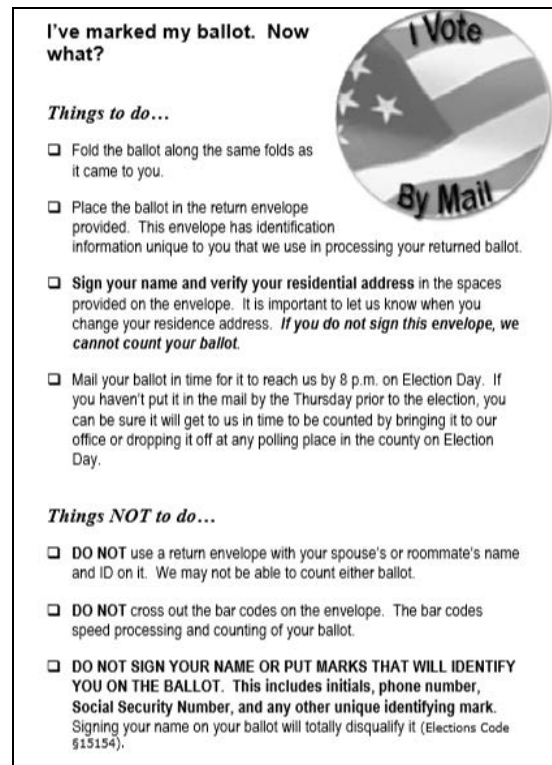 I've marked my ballot. Now
what?
I Vote
By Mail
Things to do…
Fold the ballot along the same folds as
it came to you.
Place the ballot in the return envelope
provided. This envelope has identification
information unique to you that we use in processing your returned ballot.
Sign your name and verify your residential address in the spaces
provided on the envelope. It is important to let us know when you
change your residence address. If you do not sign this envelope, we
cannot count your ballot.
Mail your ballot in time for it to reach us by 8 p.m. on Election Day. If
you haven't put it in the mail by the Thursday prior to the election, you
can be sure it will get to us in time to be counted by bringing it to our
office or dropping it off at any polling place in the county on Election
Day.
Things NOT to do…
DO NOT use a return envelope with your spouse's or roommate's name
and ID on it. We may not be able to count either ballot.
DO NOT cross out the bar codes on the envelope. The bar codes
speed processing and counting of your ballot.
DO NOT SIGN YOUR NAME OR PUT MARKS THAT WILL IDENTIFY
YOU ON THE BALLOT. This includes initials, phone number,
Social Security Number, and any other unique identifying mark.
Signing your name on your ballot will totally disqualify it (Elections Code
§15154).